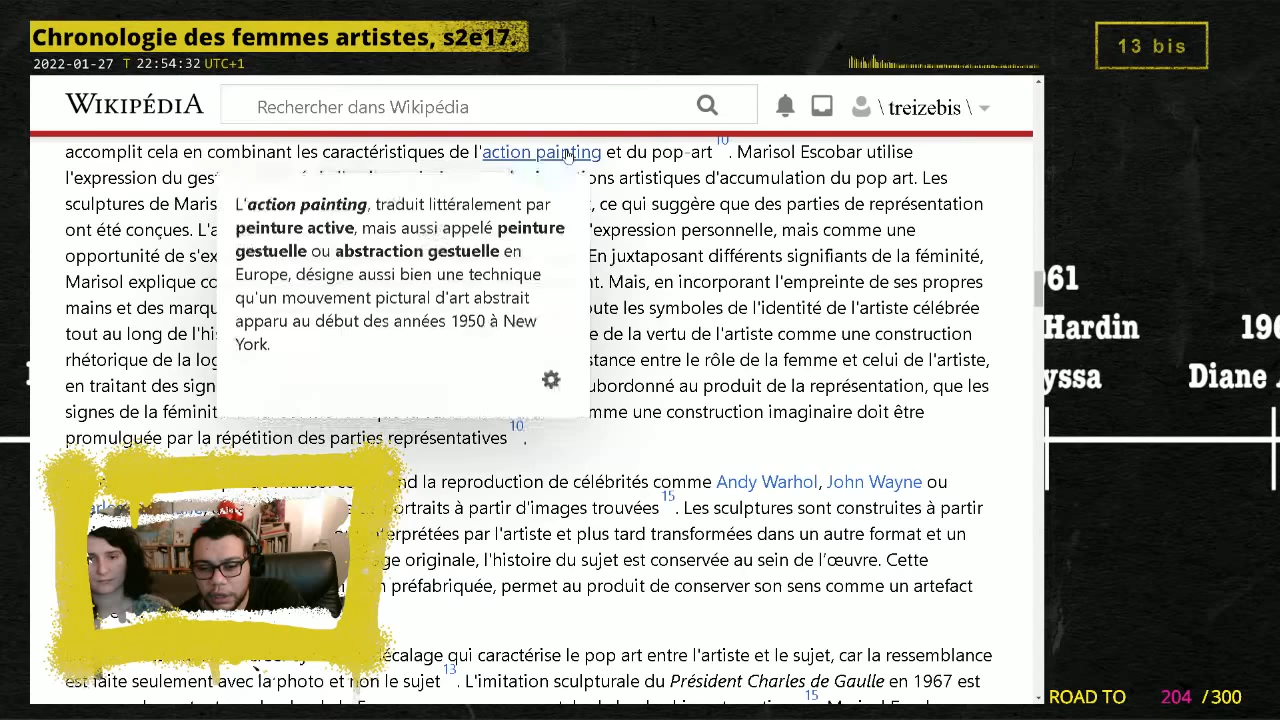 Chronologie des femmes artistes, s2e17.
2022-01-27 T 22:54:32 UTC+1
13 bis
WIKIPÉDIA
Rechercher dans Wikipédia
\ treizebis \
accomplit cela en combinant les caractéristiques de l'action painting et du pop-art 10. Marisol Escobar utilise
l'expression du gest
artistiques d'accumulation du pop art. Les
sculptures de Maris
, ce qui suggère que des parties de représentation
ont été conçues. L'a
'expression personnelle, mais comme une
opportunité de s'ex
En juxtaposant différents signifiants de la féminité,
Marisol explique co
t. Mais, en incorporant l'empreinte de ses propres
mains et des marqu
oute les symboles de l'identité de l'artiste célébrée
tout au long de l'his
e de la vertu de l'artiste comme une construction
rhétorique de la log
stance entre le rôle de la femme et celui de l'artiste,
en traitant des sign
ubordonné au produit de la représentation, que les
signes de la féminit
mme une construction imaginaire doit être
promulguée par la répétition des parties représentatives 10.
L'action painting, traduit littéralement par
peinture active, mais aussi appelé peinture
gestuelle ou abstraction gestuelle en
Europe, désigne aussi bien une technique
qu'un mouvement pictural d'art abstrait
apparu au début des années 1950 à New
York.
nd la reproduction de célébrités comme Andy Warhol, John Wayne ou
portraits à partir d'images trouvées 15. Les sculptures sont construites à partir
nterprétées par l'artiste et plus tard transformées dans un autre format et un
ge originale, l'histoire du sujet est conservée au sein de l'œuvre. Cette
préfabriquée, permet au produit de conserver son sens comme un artefact
écalage qui caractérise le pop art entre l'artiste et le sujet, car la ressemblance
est faite seulement avec la photo et non le sujet 13. L'imitation sculpturale du Président Charles de Gaulle en 1967 est
15
61
Hardin
yssa
196
Diane
ROAD TO 204 / 300